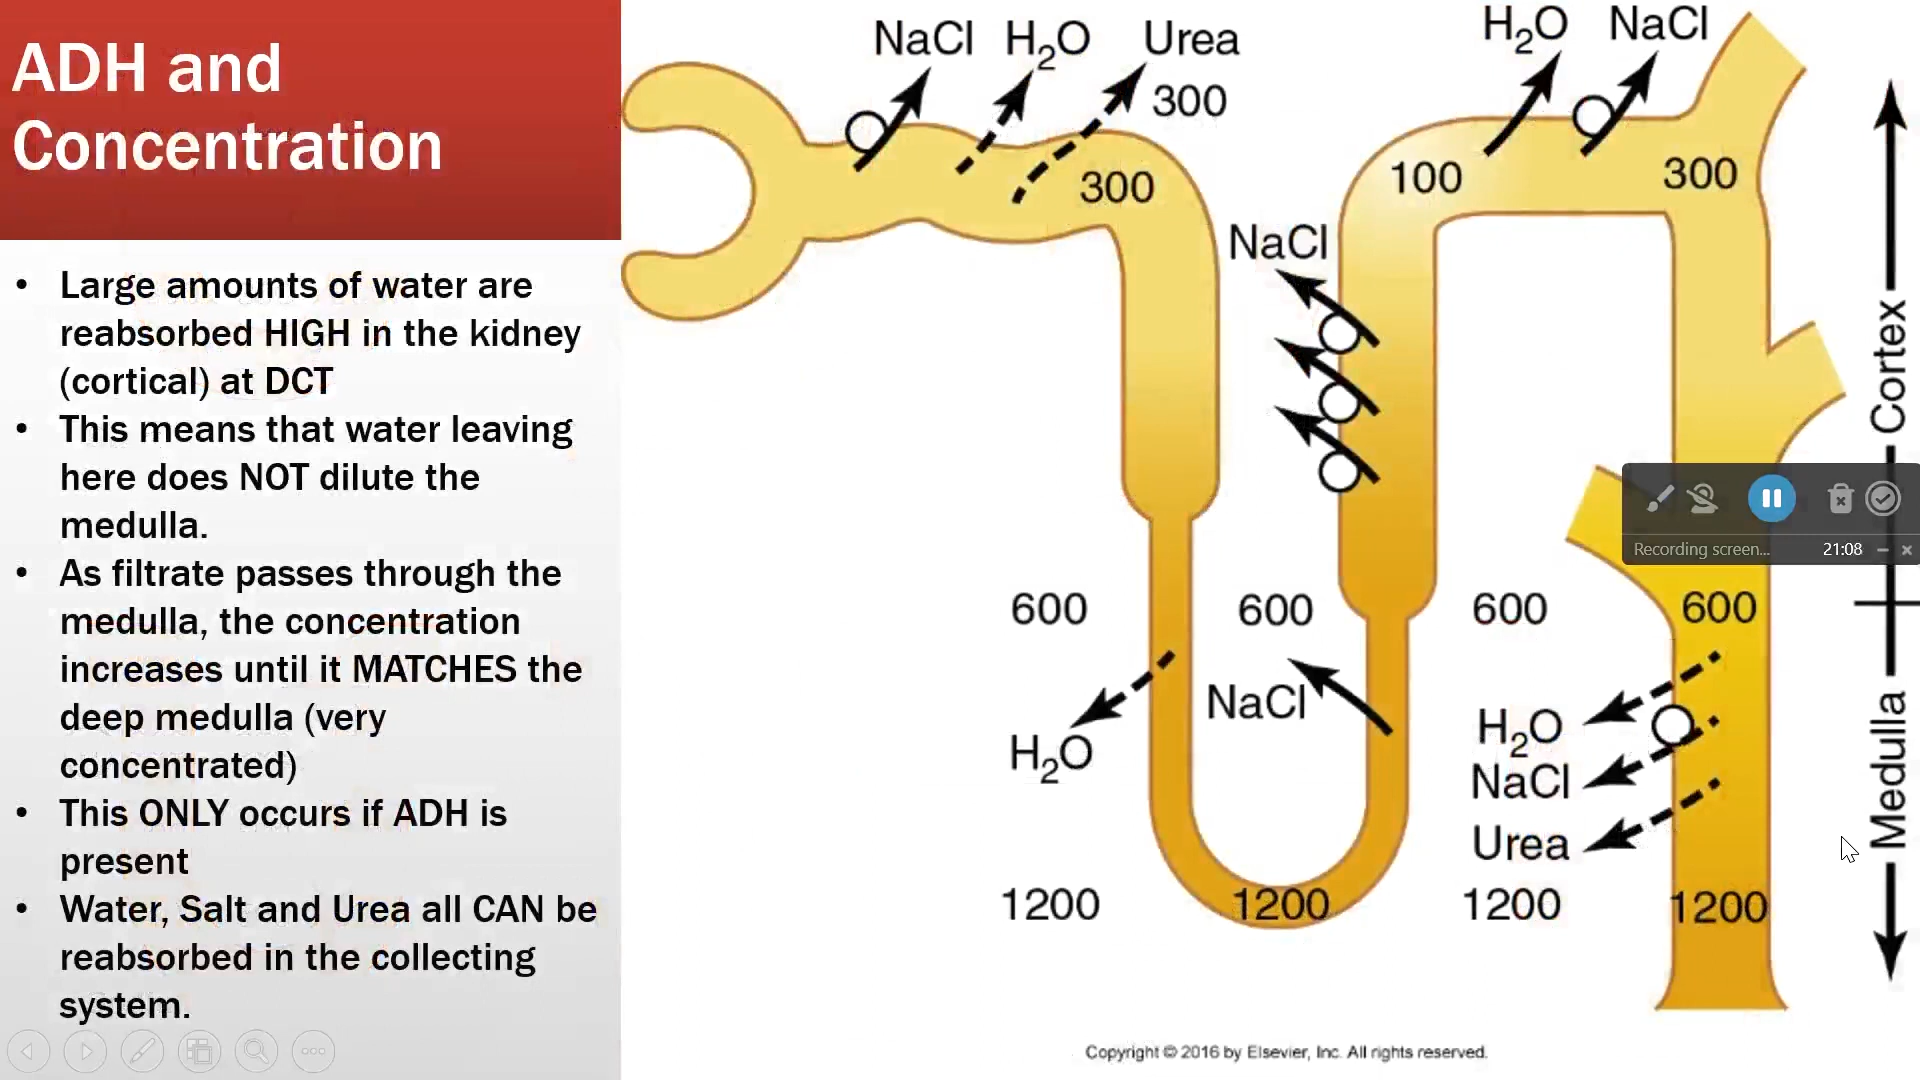 ADH and
Concentration
• Large amounts of water are
reabsorbed HIGH in the kidney
(cortical) at DCT
• This means that water leaving
here does NOT dilute the
medulla.
• As filtrate passes through the
medulla, the concentration
increases until it MATCHES the
deep medulla (very
concentrated)
• This ONLY occurs if ADH is
present
• Water, Salt and Urea all CAN be
reabsorbed in the collecting
system.
NaCl H₂O Urea
300
300
H₂O NaCl
100 300
NaCl
Cortex
Recording screen... 21:08
600 600 600 600
H₂O
NaCl
H₂O
NaCl
Urea
Medulla
1200 1200 1200 1200
Copyright © 2016 by Elsevier, Inc. All rights reserved.